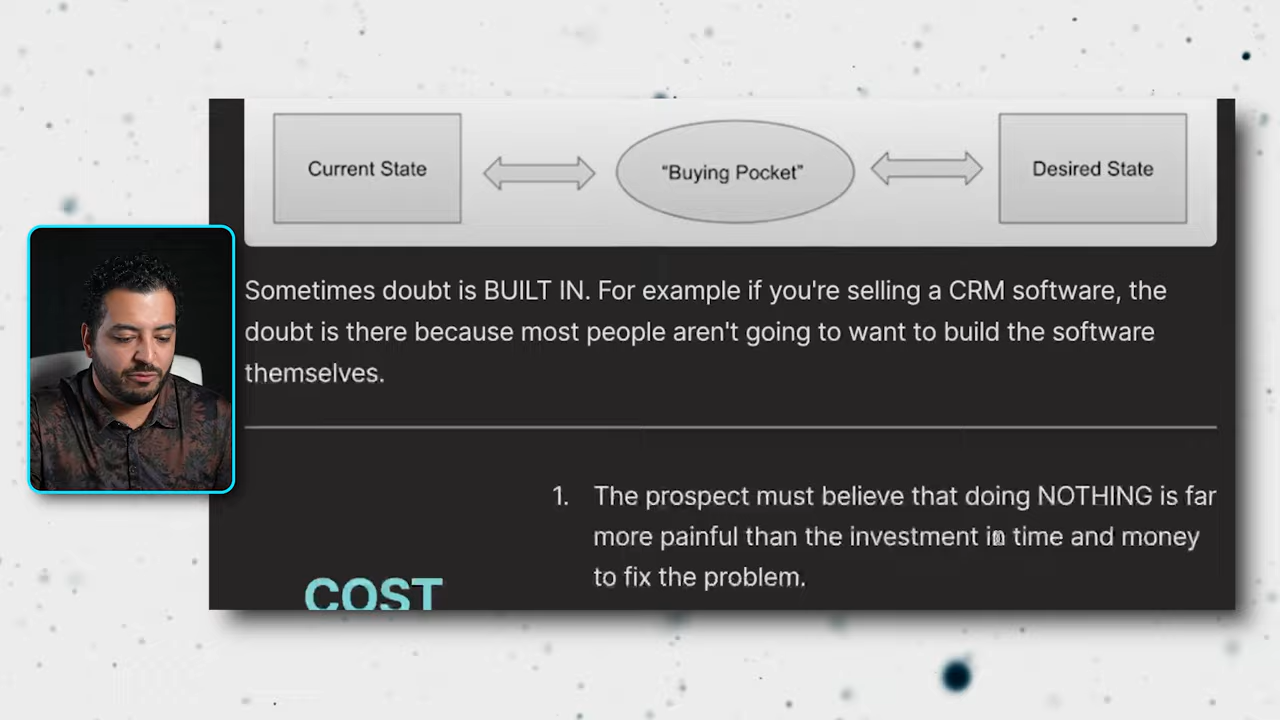 Current State
"Buying Pocket"
Desired State
Sometimes doubt is BUILT IN. For example if you're selling a CRM software, the
doubt is there because most people aren't going to want to build the software
themselves.
1. The prospect must believe that doing NOTHING is far
more painful than the investment in time and money
to fix the problem.
COST